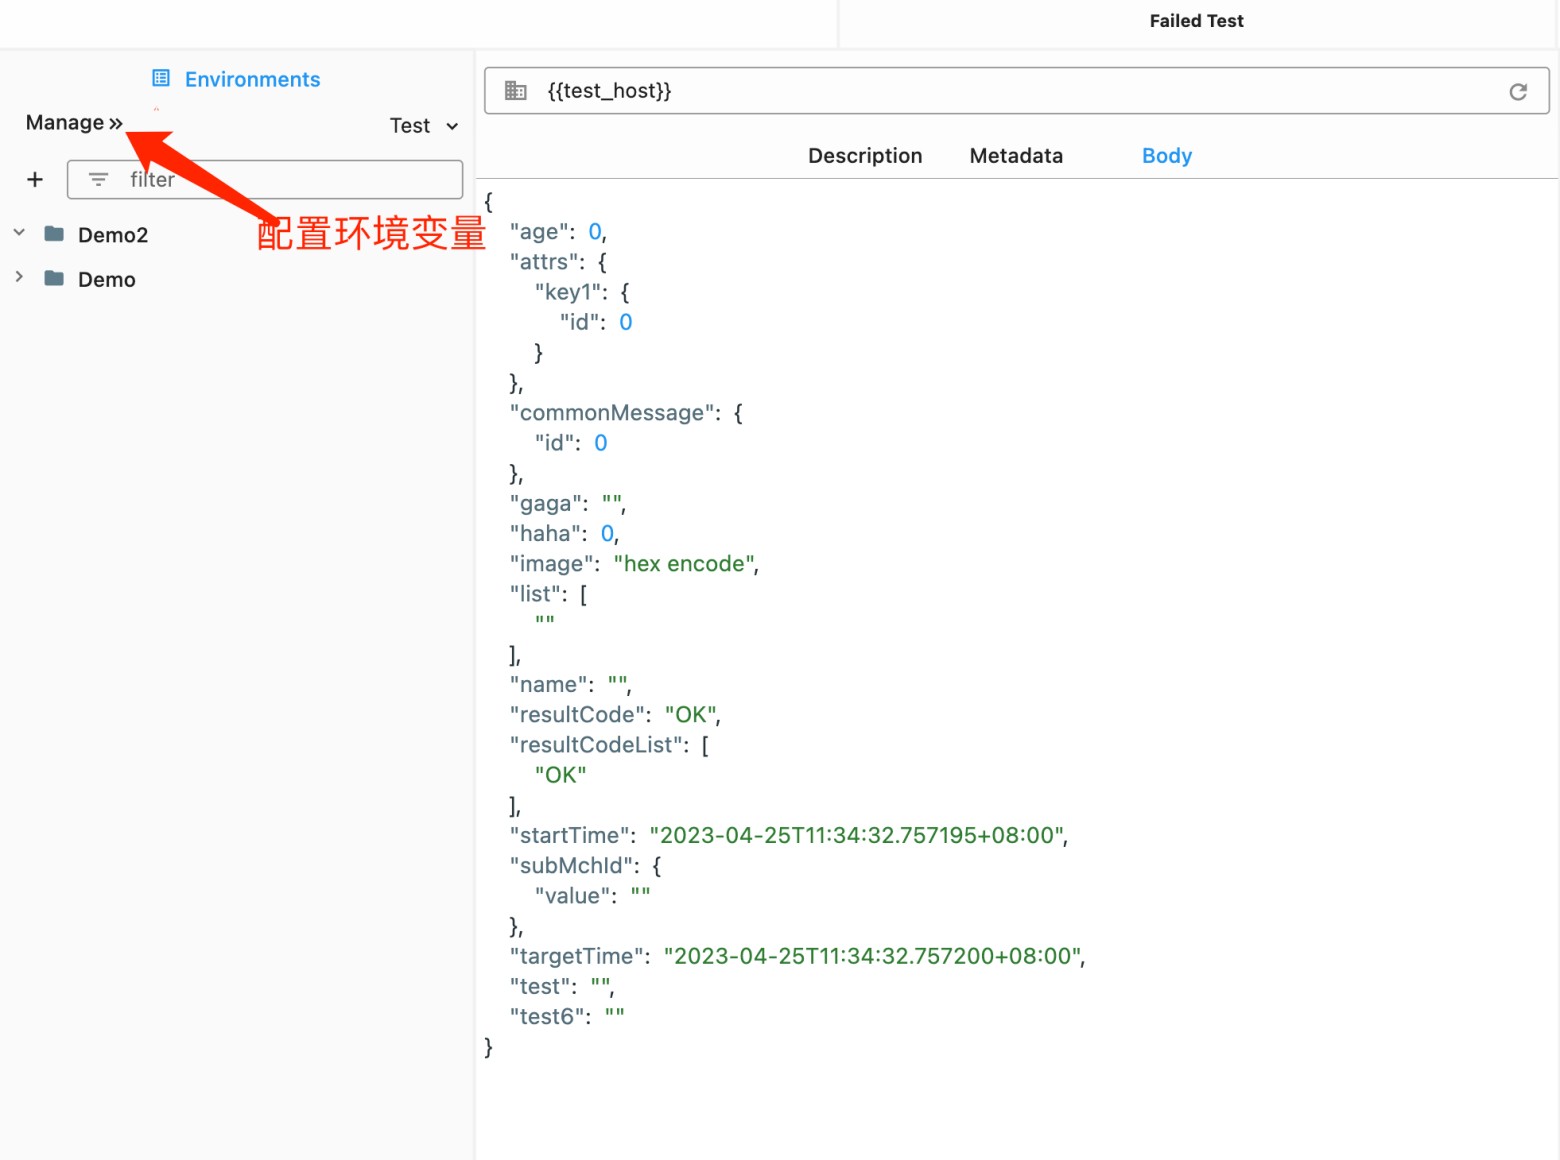 Failed Test
Environments
Manage »
Test
filter
配置环境变量
Demo2
Demo
{{test_host}}
Description Metadata Body
{
"age": 0,
"attrs": {
"key1": {
"id": 0
}
},
"commonMessage": {
"id": 0
},
"gaga": "",
"haha": 0,
"image": "hex encode",
"list": [
""
],
"name": "",
"resultCode": "OK",
"resultCodeList": [
"OK"
],
"startTime": "2023-04-25T11:34:32.757195+08:00",
"subMchId": {
"value": ""
},
"targetTime": "2023-04-25T11:34:32.757200+08:00",
"test": "",
"test6": ""
}